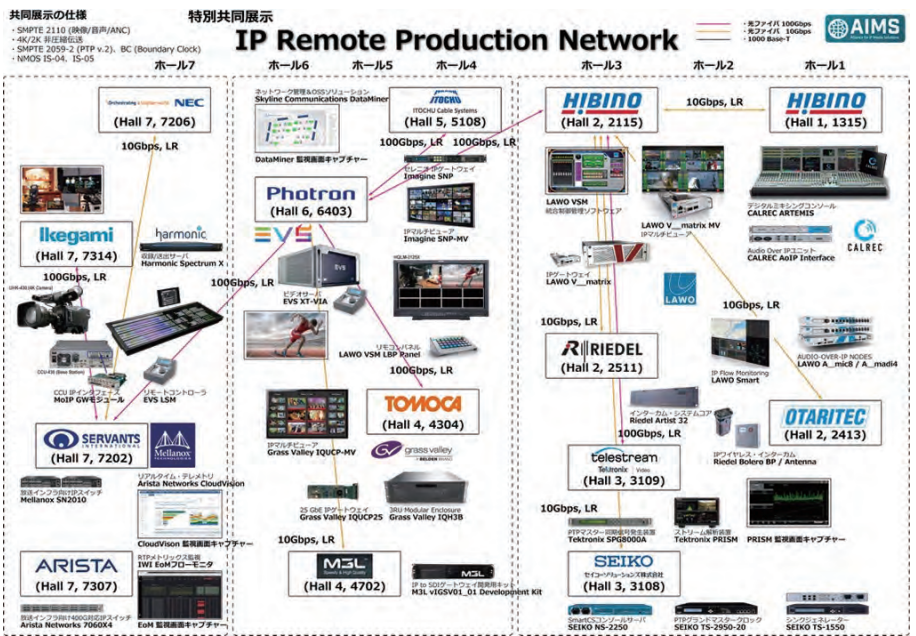 共同展示の仕様
・SMPTE 2110 (映像/音声/ANC)
・4K/2K 非圧縮伝送
・SMPTE 2059-2 (PTP v.2)、BC (Boundary Clock)
・NMOS IS-04、IS-05
特別共同展示
IP Remote Production Network
・光ファイバ 100Gbps
・光ファイバ 10Gbps
・1000 Base-T
AIMS
ホール7
ホール6
ホール5
ホール4
ホール3
ホール2
ホール1
NEC
(Hall 7, 7206)
10Gbps, LR
Ikegami
(Hall 7, 7314)
harmonic
収録/送出サーバ
Harmonic Spectrum X
100Gbps, LR
100Gbps, LR
CCU IPインタフェース
MoIP GWモジュール
リモートコントローラ
EVS LSM
SERVANTS
INTERNATIONAL
(Hall 7, 7202)
Mellanox
TECHNOLOGIES
放送インフラ向けIPスイッチ
Mellanox SN2010
リアルタイム・テレメトリ
Arista Networks CloudVision
CloudVison 監視画面キャプチャー
ARISTA
(Hall 7, 7307)
RTPメトリックス監視
IWI EoMフローモニタ
放送インフラ向け400G対応IPスイッチ
Arista Networks 7060X4
EoM 監視画面キャプチャー
ネットワーク管理&OSSソリューション
Skyline Communications DataMiner
DataMiner 監視画面キャプチャー
ITOCHU
ITOCHU Cable Systems
(Hall 5, 5108)
100Gbps, LR
100Gbps, LR
セレニオ IPゲートウェイ
Imagine SNP
Photron
(Hall 6, 6403)
IPマルチビューア
Imagine SNP-MV
EVS
EVS
ビデオサーバ
EVS XT-VIA
リモコンパネル
LAWO VSM LBP Panel
100Gbps, LR
TOMOCA
(Hall 4, 4304)
IPマルチビューア
Grass Valley IQUCP-MV
grass valley
A BELDEN BRAND
25 GbE IPゲートウェイ
Grass Valley IQUCP25
3RU Modular Enclosure
Grass Valley IQH3B
10Gbps, LR
M3L
(Hall 4, 4702)
M3L
IP to SDIゲートウェイ開発用キット
M3L vIGSV01_01 Development Kit
HIBINO
(Hall 2, 2115)
10Gbps, LR
HIBINO
(Hall 1, 1315)
LAWO VSM
統合制御管理ソフトウェア
LAWO V__matrix MV
IPマルチビューア
デジタルミキシングコンソール
CALREC ARTEMIS
Audio Over IPユニット
CALREC AoIP Interface
CALREC
IPゲートウェイ
LAWO V__matrix
LAWO
10Gbps, LR
10Gbps, LR
RIEDEL
(Hall 2, 2511)
IP Flow Monitoring
LAWO Smart
AUDIO-OVER-IP NODES
LAWO A__mic8 / A__madi4
インターカム・システムコア
Riedel Artist 32
OTARITEC
(Hall 2, 2413)
100Gbps, LR
IPワイヤレス・インターカム
Riedel Bolero BP / Antenna
telestream
Tektronix Video
(Hall 3, 3109)
10Gbps, LR
PTPマスター/同期信号発生装置
Tektronix SPG8000A
ストリーム解析装置
Tektronix PRISM
PRISM 監視画面キャプチャー
SEIKO
セイコーソリューションズ株式会社
(Hall 3, 3108)
SmartCSコンソールサーバ
SEIKO NS-2250
PTPグランドマスタークロック
SEIKO TS-2950-20
シンクジェネレーター
SEIKO TS-1550